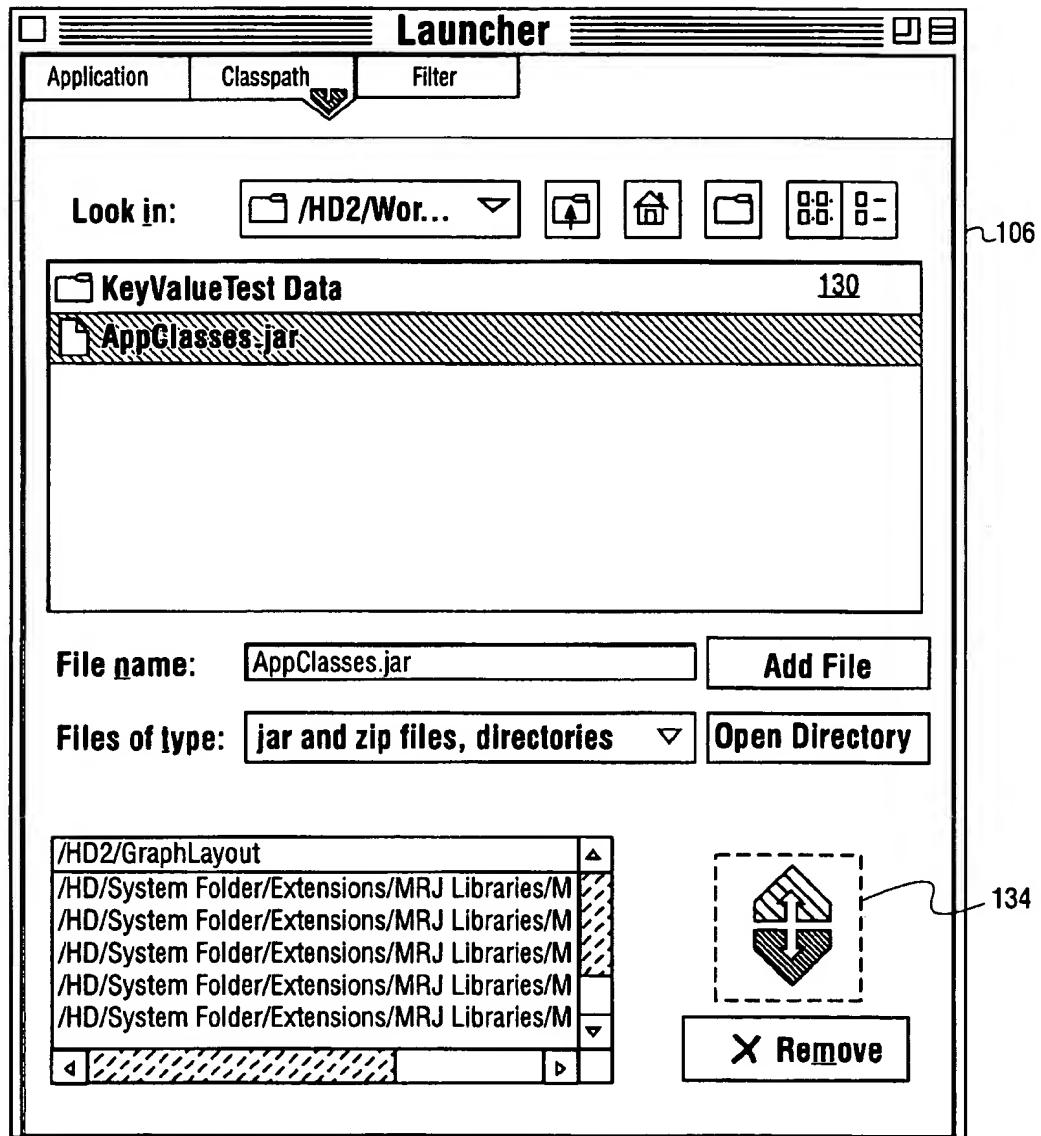 Launcher
Application Classpath Filter
Look in: /HD2/Wor...
106
KeyValueTest Data 130
AppClasses.jar
File name: AppClasses.jar Add File
Files of type: jar and zip files, directories Open Directory
/HD2/GraphLayout
/HD/System Folder/Extensions/MRJ Libraries/M
/HD/System Folder/Extensions/MRJ Libraries/M
/HD/System Folder/Extensions/MRJ Libraries/M
/HD/System Folder/Extensions/MRJ Libraries/M
/HD/System Folder/Extensions/MRJ Libraries/M
134
X Remove